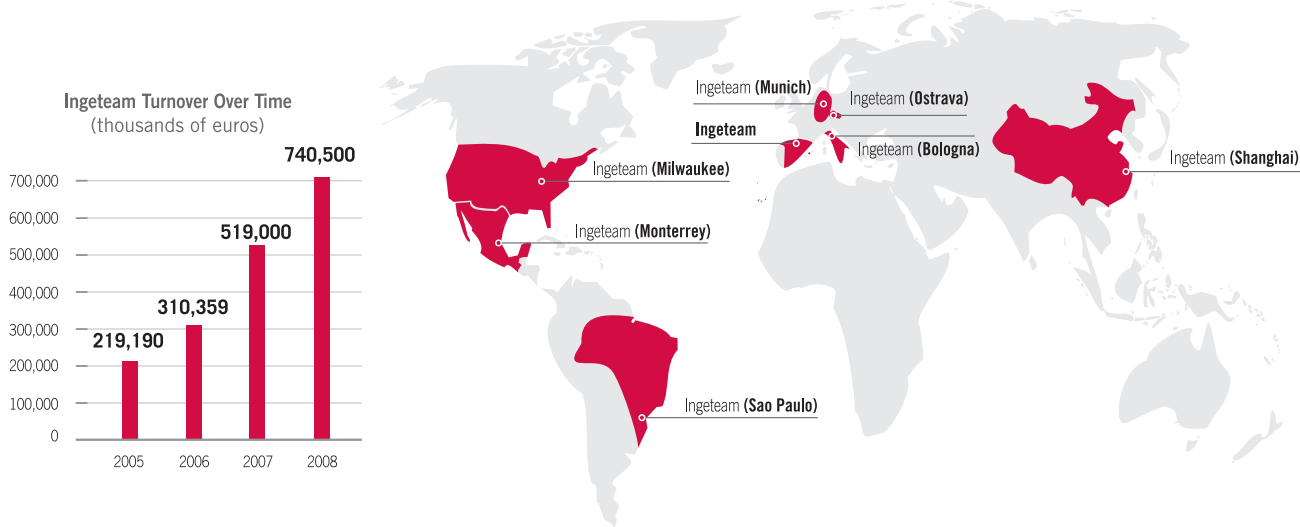 Ingeteam Turnover Over Time
(thousands of euros)
740,500
700,000
600,000
519,000
500,000
400,000
310,359
300,000
219,190
200,000
100,000
0
2005 2006 2007 2008
Ingeteam (Munich)
Ingeteam (Ostrava)
Ingeteam
Ingeteam (Bologna)
Ingeteam (Shanghai)
Ingeteam (Milwaukee)
Ingeteam (Monterrey)
Ingeteam (Sao Paulo)